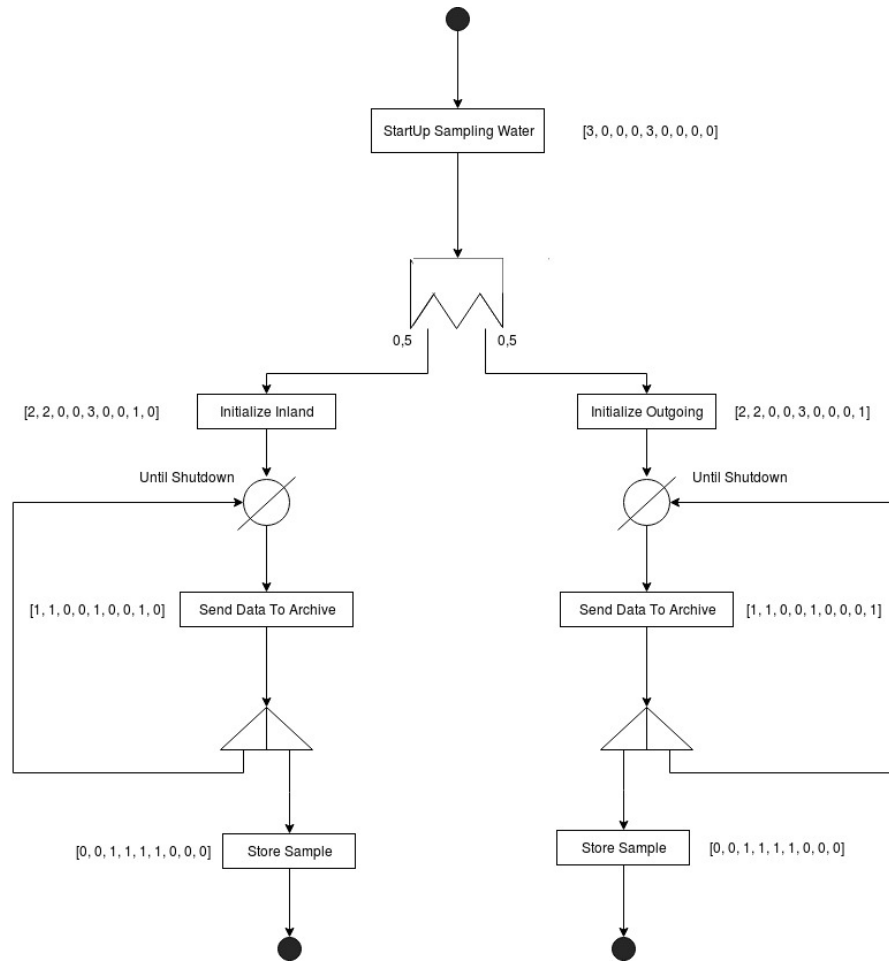 StartUp Sampling Water
[3, 0, 0, 0, 3, 0, 0, 0, 0]
0,5
0,5
[2, 2, 0, 0, 3, 0, 0, 1, 0]
Initialize Inland
Initialize Outgoing
[2, 2, 0, 0, 3, 0, 0, 0, 1]
Until Shutdown
Until Shutdown
[1, 1, 0, 0, 1, 0, 0, 1, 0]
Send Data To Archive
Send Data To Archive
[1, 1, 0, 0, 1, 0, 0, 0, 1]
[0, 0, 1, 1, 1, 1, 0, 0, 0]
Store Sample
Store Sample
[0, 0, 1, 1, 1, 1, 0, 0, 0]